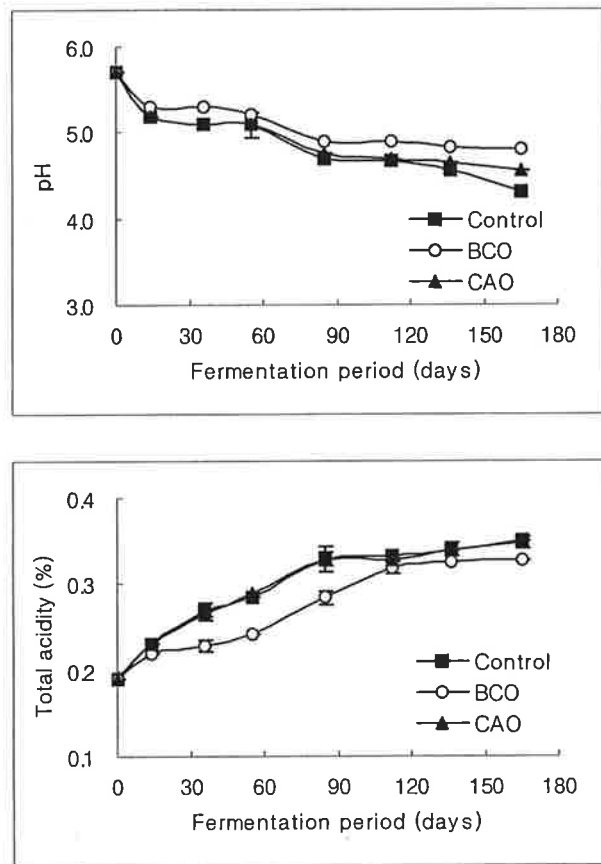 6.0
5.0
4.0
3.0
pH
Control
BCO
CAO
0 30 60 90 120 150 180
Fermentation period (days)
0.4
0.3
0.2
0.1
Total acidity (%)
Control
BCO
CAO
0 30 60 90 120 150 180
Fermentation period (days)